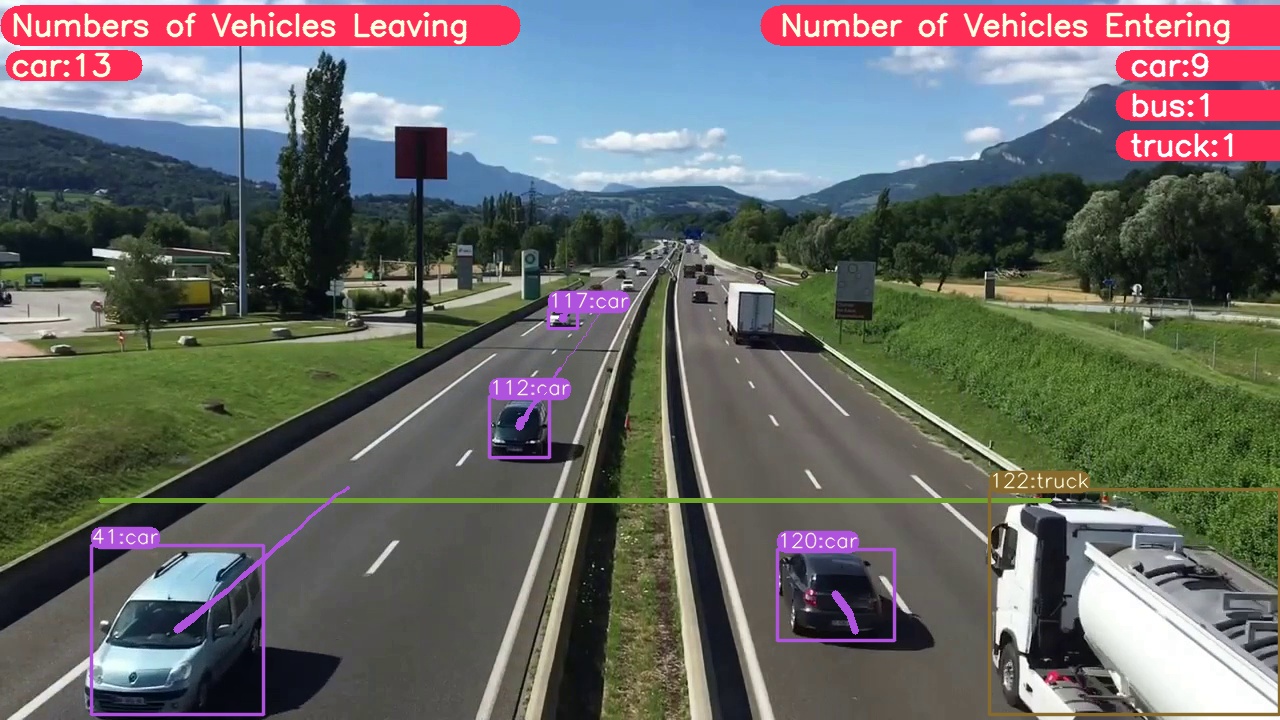 Numbers of Vehicles Leaving
car:13
Number of Vehicles Entering
car:9
bus:1
truck:1
117:car
112:car
122:truck
41:car
120:car